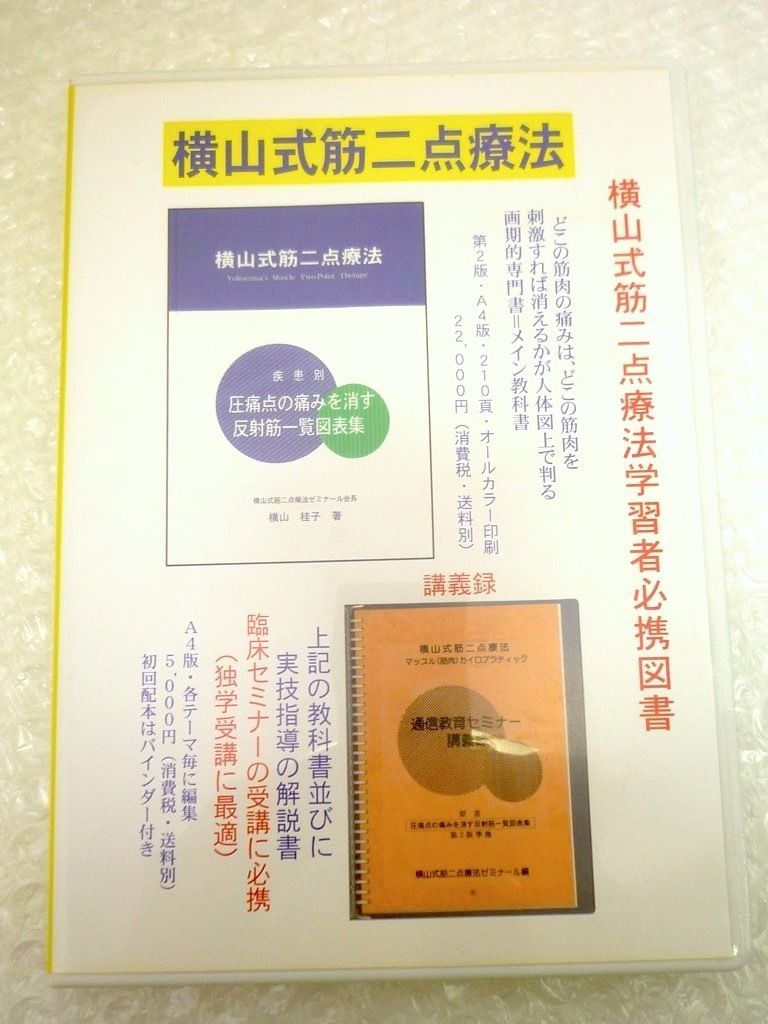 横山式筋二点療法
横山式筋二点療法学習者必携図書
どこの筋肉の痛みは、どこの筋肉を
刺激すれば消えるかが人体図上で判る
画期的専門書＝メイン教科書
第2版・A4版・210頁・オールカラー印刷
22,000円（消費税・送料別）
横山式筋二点療法
Yokoyama's Muscle Two-Point Therapy
疾患別
圧痛点の痛みを消す
反射筋一覧図表集
横山式筋二点療法ゼミナール会長
横山 桂子 著
講義録
横山式筋二点療法
マッスル（筋肉）カイロプラティック
通信教育セミナー
講義
原書
圧痛点の痛みを消す反射筋一覧図表集
第2版準拠
横山式筋二点療法ゼミナール編
上記の教科書並びに
実技指導の解説書
臨床セミナーの受講に必携
（独学受講に最適）
A4版・各テーマ毎に編集
5,000円（消費税・送料別）
初回配本はバインダー付き